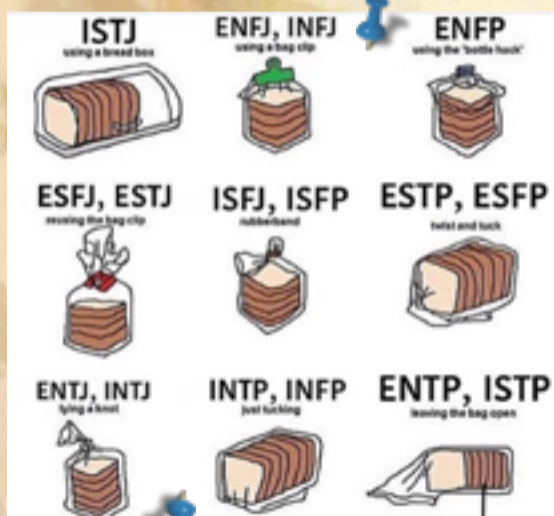 ISTJ
using a bread box
ENFJ, INFJ
using a bag clip
ENFP
using the 'bottle hack'
ESFJ, ESTJ
reusing the bag clip
ISFJ, ISFP
rubberband
ESTP, ESFP
twist and tuck
ENTJ, INTJ
tying a knot
INTP, INFP
just tucking
ENTP, ISTP
leaving the bag open